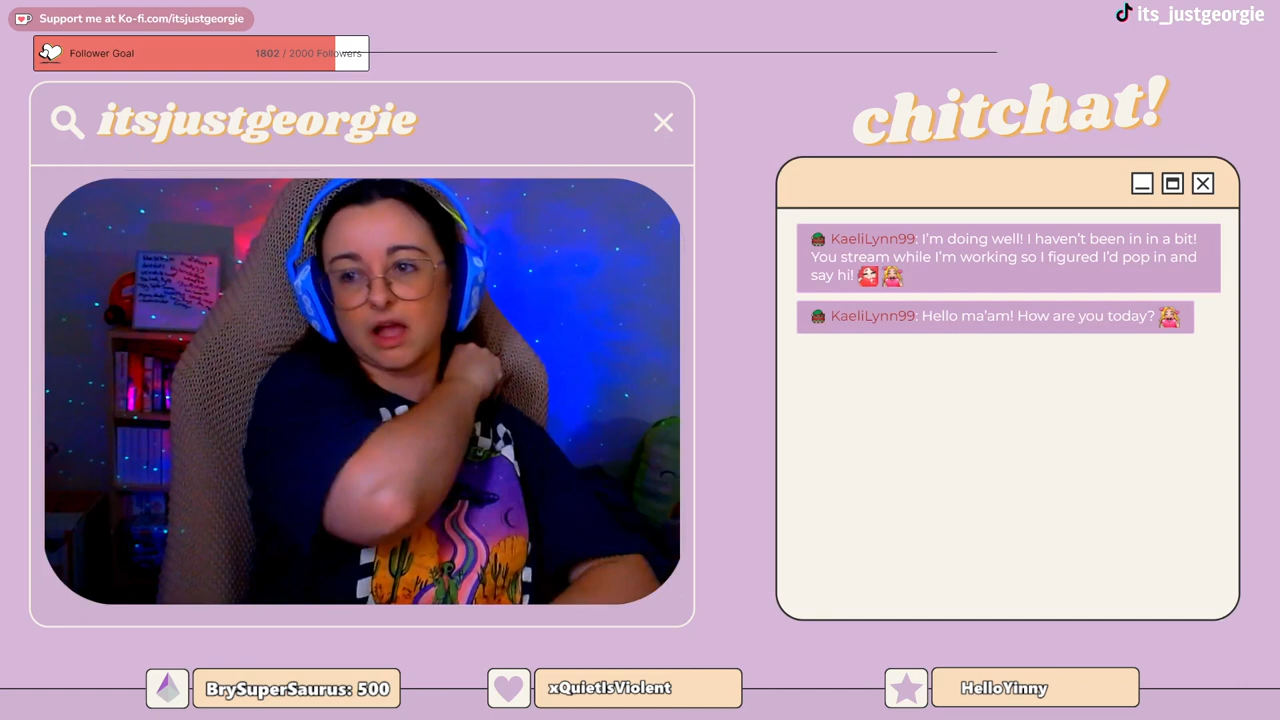 Support me at Ko-fi.com/itsjustgeorgie
its_justgeorgie
Follower Goal
1802 / 2000 Followers
itsjustgeorgie
chitchat!
KaeliLynn99: I'm doing well! I haven't been in in a bit!
You stream while I'm working so I figured I'd pop in and
say hi!
KaeliLynn99: Hello ma'am! How are you today?
BrySuperSaurus: 500
xQuietIsViolent
HelloYinny